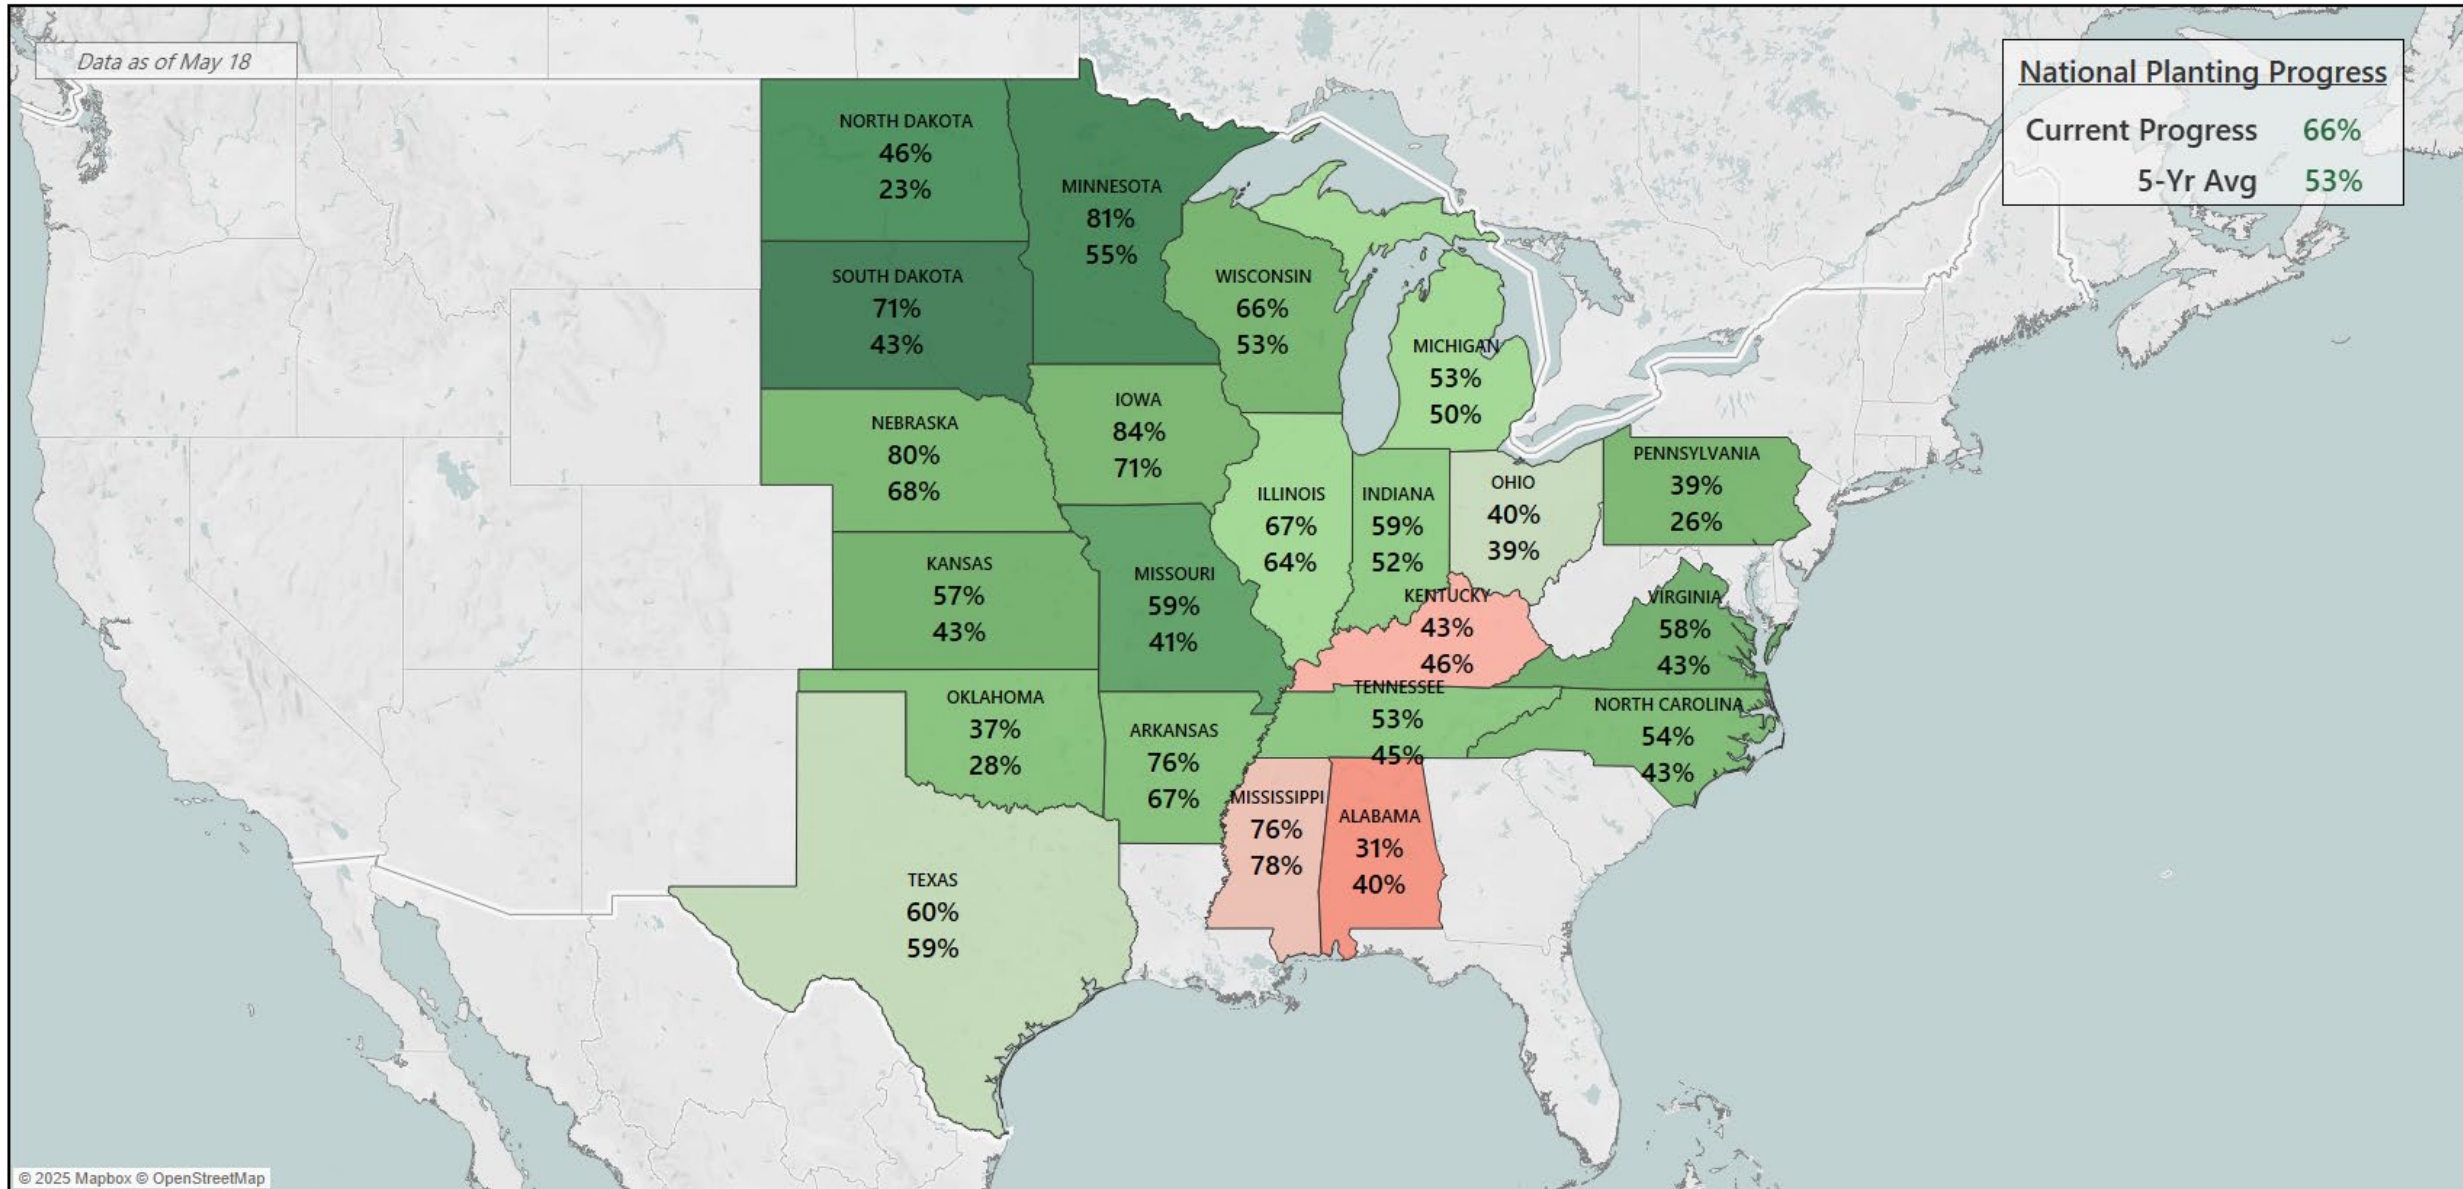 Data as of May 18
National Planting Progress
Current Progress 66%
5-Yr Avg 53%
NORTH DAKOTA
46%
23%
MINNESOTA
81%
55%
SOUTH DAKOTA
71%
43%
WISCONSIN
66%
53%
MICHIGAN
53%
50%
NEBRASKA
80%
68%
IOWA
84%
71%
ILLINOIS
67%
64%
INDIANA
59%
52%
OHIO
40%
39%
PENNSYLVANIA
39%
26%
KANSAS
57%
43%
MISSOURI
59%
41%
KENTUCKY
43%
46%
VIRGINIA
58%
43%
OKLAHOMA
37%
28%
ARKANSAS
76%
67%
TENNESSEE
53%
45%
NORTH CAROLINA
54%
43%
TEXAS
60%
59%
MISSISSIPPI
76%
78%
ALABAMA
31%
40%
© 2025 Mapbox © OpenStreetMap